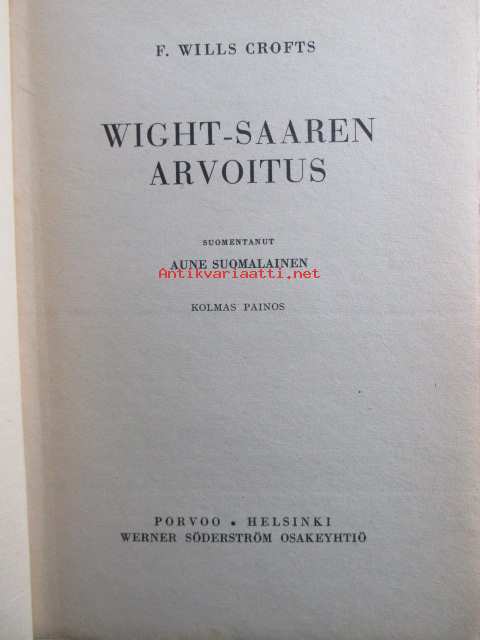 F. WILLS CROFTS
WIGHT-SAAREN
ARVOITUS
SUOMENTANUT
AUNE SUOMALAINEN
Antikvariaatti.net
KOLMAS PAINOS
PORVOO • HELSINKI
WERNER SÖDERSTRÖM OSAKEYHTIÖ